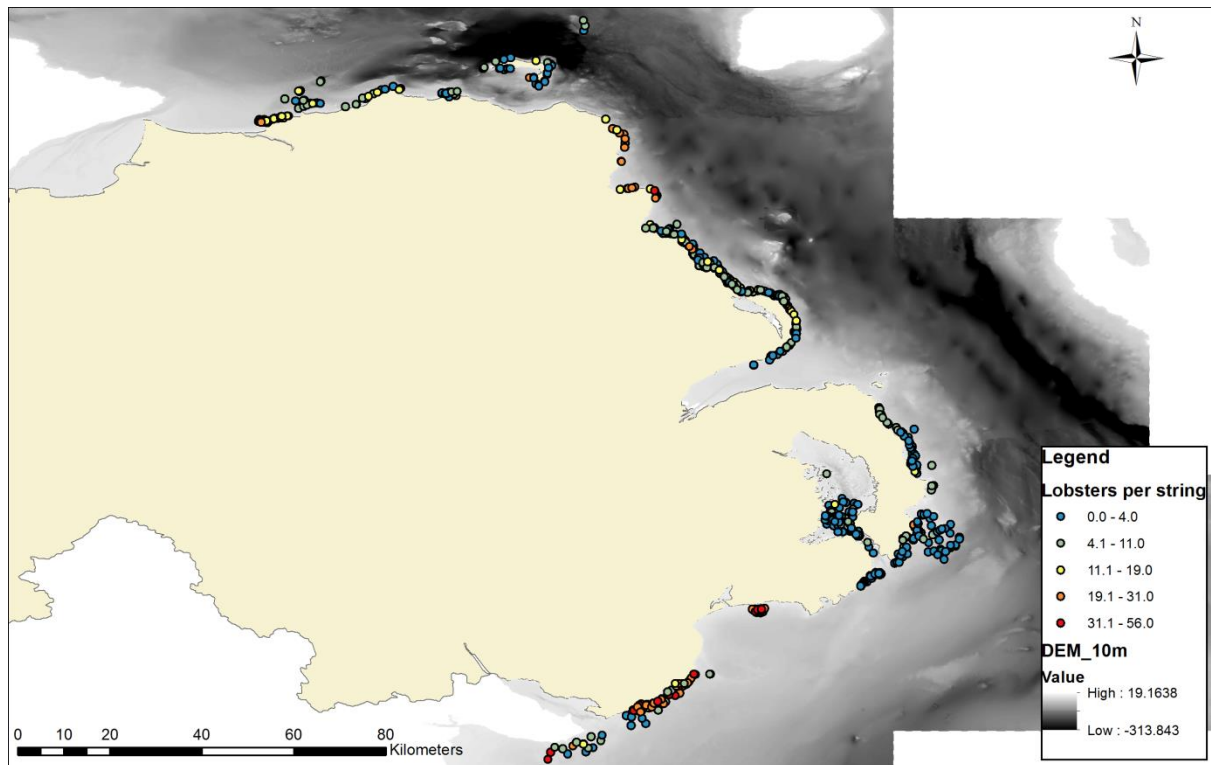 N
Legend
Lobsters per string
0.0 - 4.0
4.1 - 11.0
11.1 - 19.0
19.1 - 31.0
31.1 - 56.0
DEM_10m
Value
High : 19.1638
Low : -313.843
0 10 20 40 60 80
Kilometers